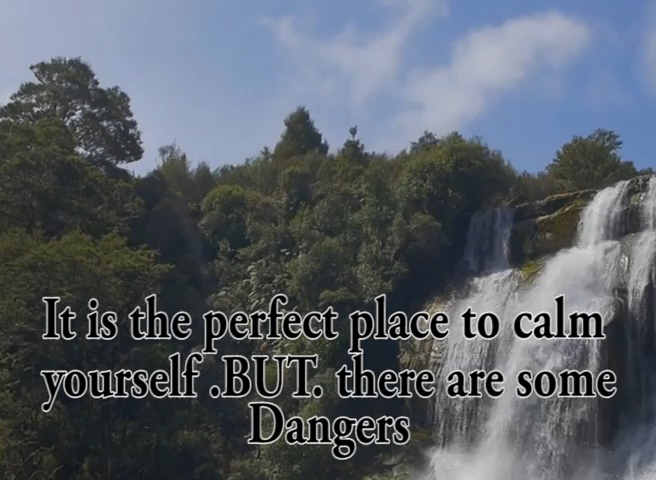 It is the perfect place to calm
yourself .BUT. there are some
Dangers